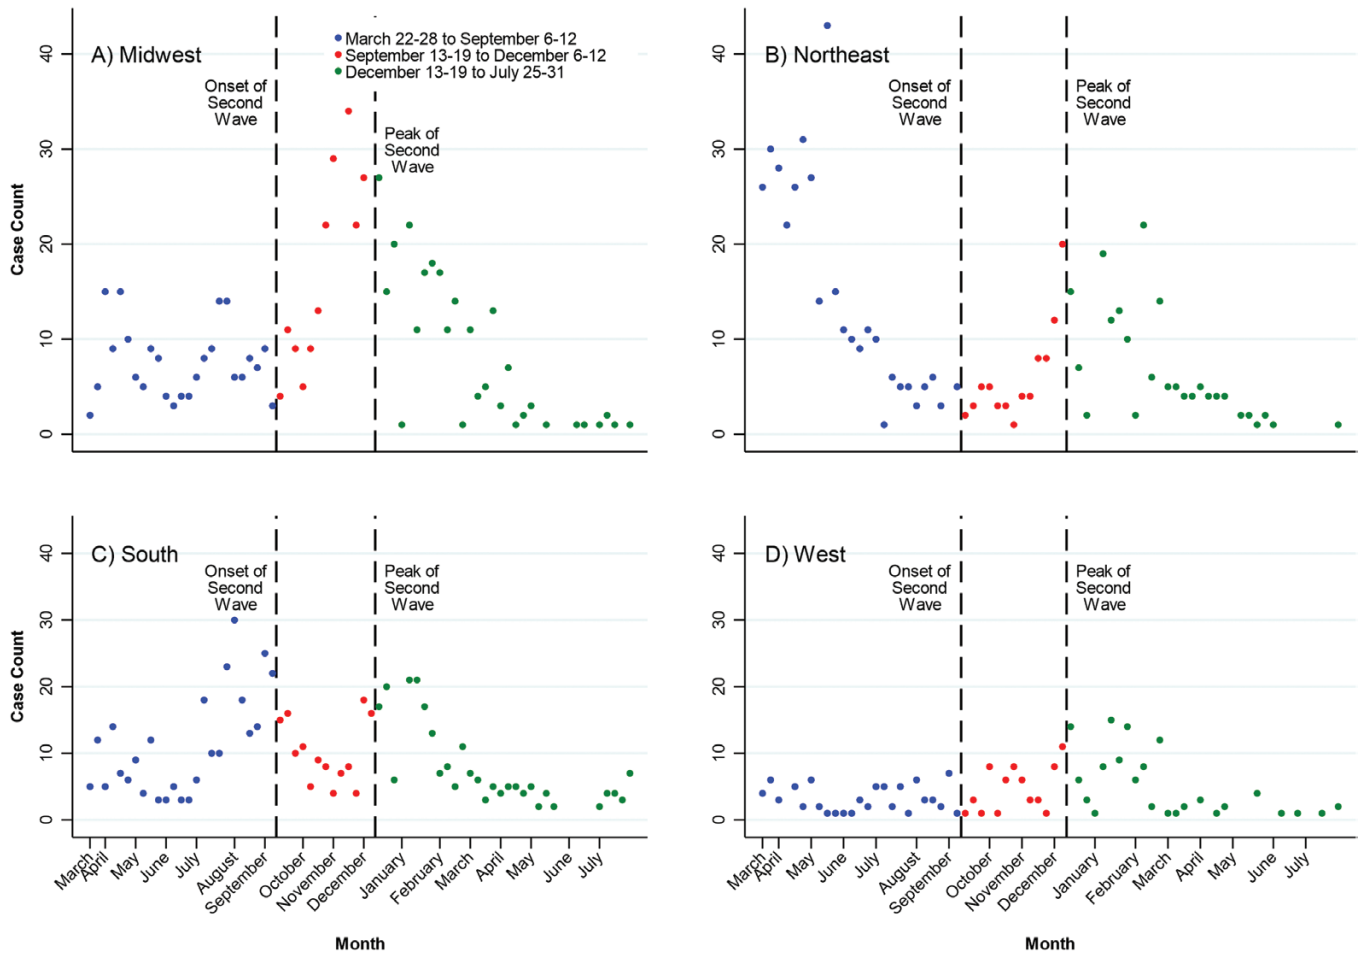 A) Midwest
March 22-28 to September 6-12
September 13-19 to December 6-12
December 13-19 to July 25-31
Onset of
Second
Wave
Peak of
Second
Wave
Case Count
40
30
20
10
0
B) Northeast
Onset of
Second
Wave
Peak of
Second
Wave
40
30
20
10
0
C) South
Onset of
Second
Wave
Peak of
Second
Wave
Case Count
40
30
20
10
0
March
April
May
June
July
August
September
October
November
December
January
February
March
April
May
June
July
Month
D) West
Onset of
Second
Wave
Peak of
Second
Wave
40
30
20
10
0
March
April
May
June
July
August
September
October
November
December
January
February
March
April
May
June
July
Month